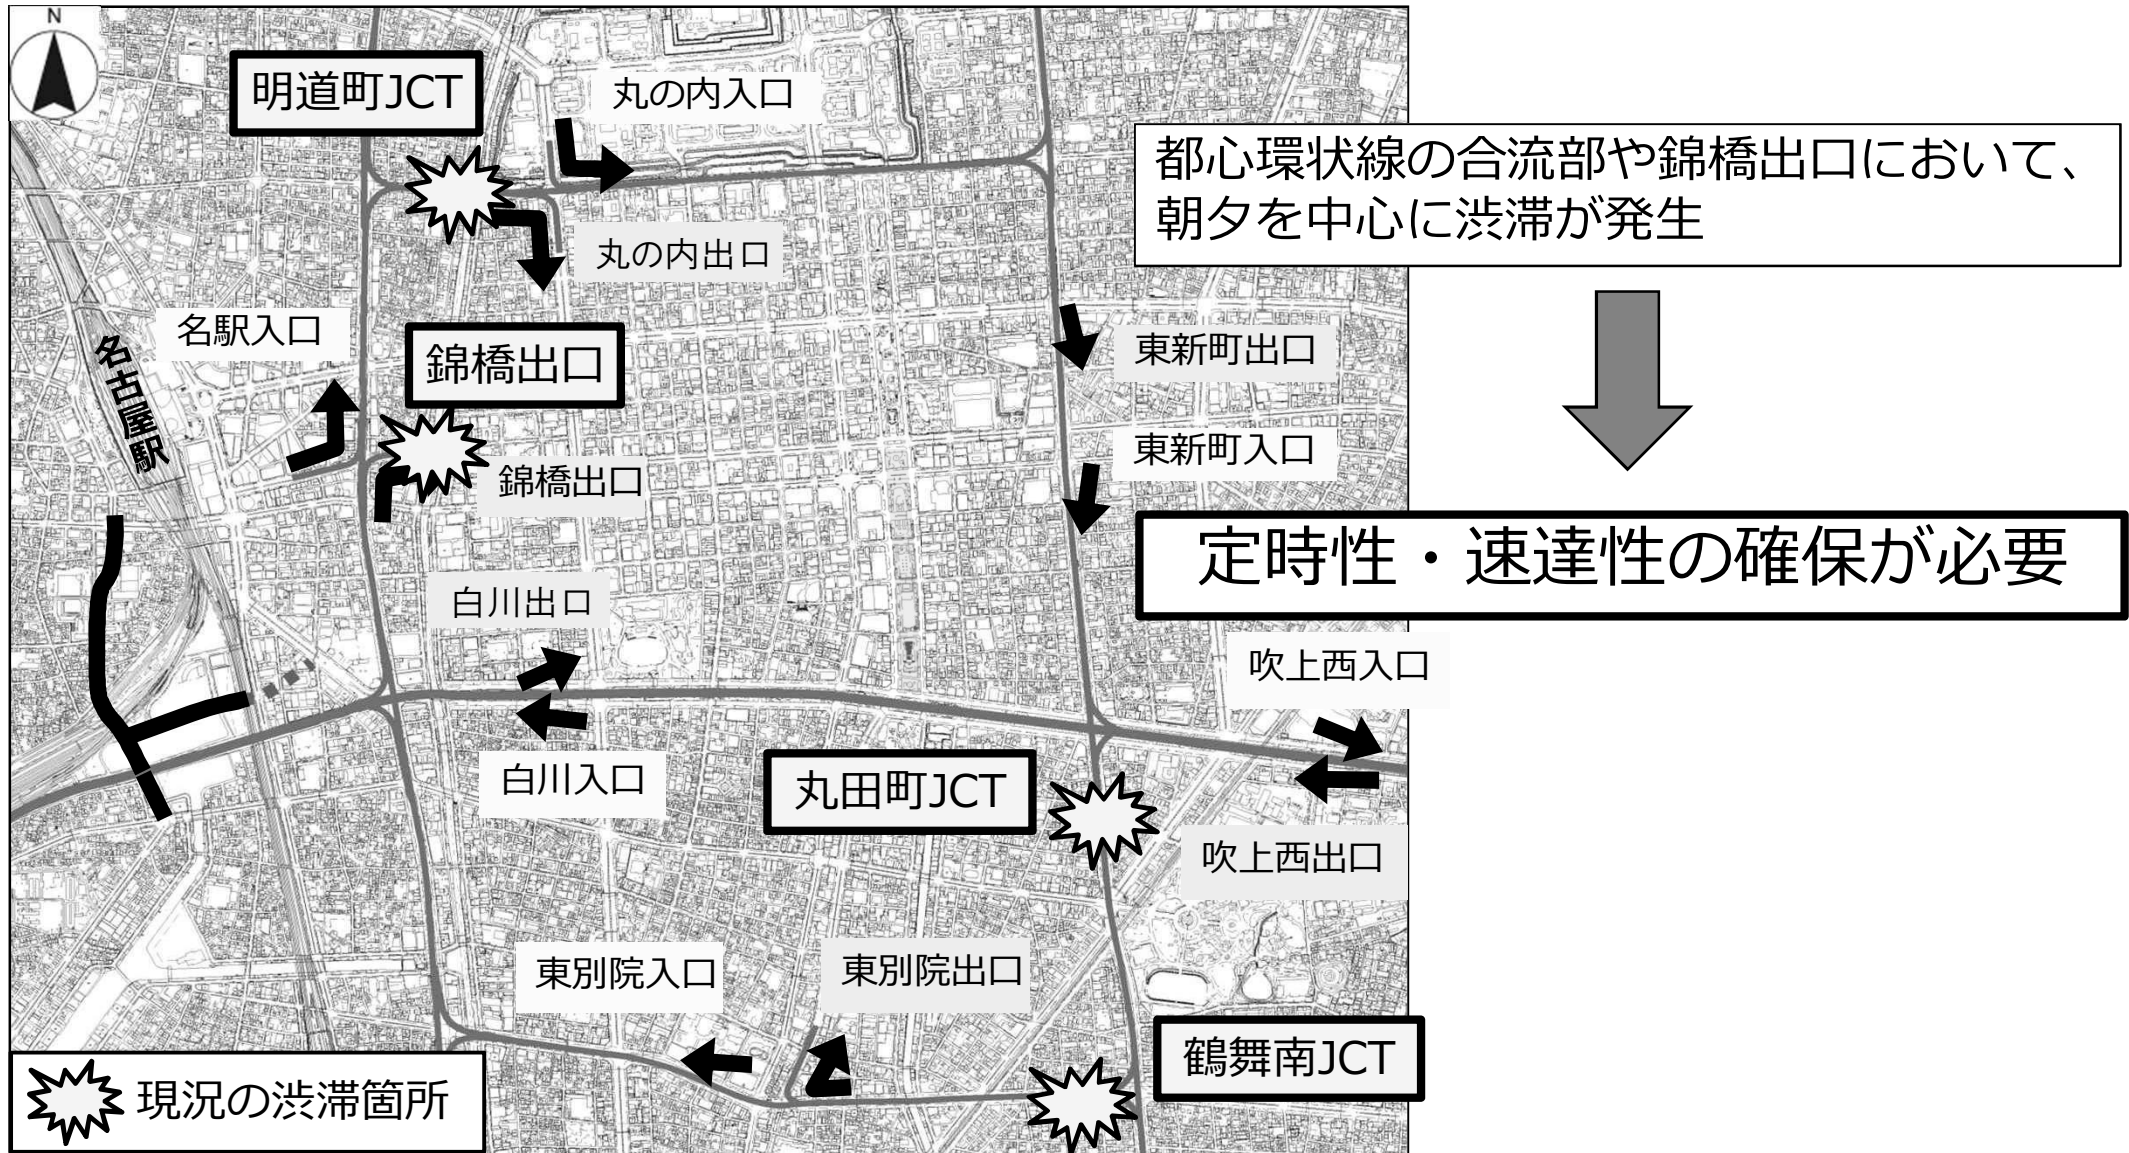 N
明道町JCT
丸の内入口
都心環状線の合流部や錦橋出口において、
朝夕を中心に渋滞が発生
丸の内出口
名駅入口
名古屋駅
錦橋出口
東新町出口
東新町入口
錦橋出口
定時性・速達性の確保が必要
白川出口
吹上西入口
白川入口
丸田町JCT
吹上西出口
東別院入口
東別院出口
鶴舞南JCT
現況の渋滞箇所